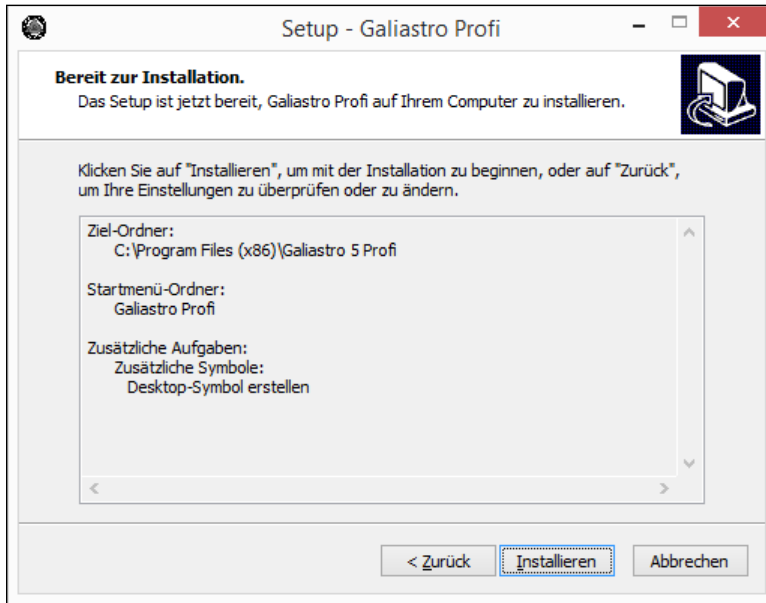 Setup - Galiastro Profi
Bereit zur Installation.
Das Setup ist jetzt bereit, Galiastro Profi auf Ihrem Computer zu installieren.
Klicken Sie auf "Installieren", um mit der Installation zu beginnen, oder auf "Zurück",
um Ihre Einstellungen zu überprüfen oder zu ändern.
Ziel-Ordner:
C:\Program Files (x86)\Galiastro 5 Profi
Startmenü-Ordner:
Galiastro Profi
Zusätzliche Aufgaben:
Zusätzliche Symbole:
Desktop-Symbol erstellen
< Zurück Installieren Abbrechen